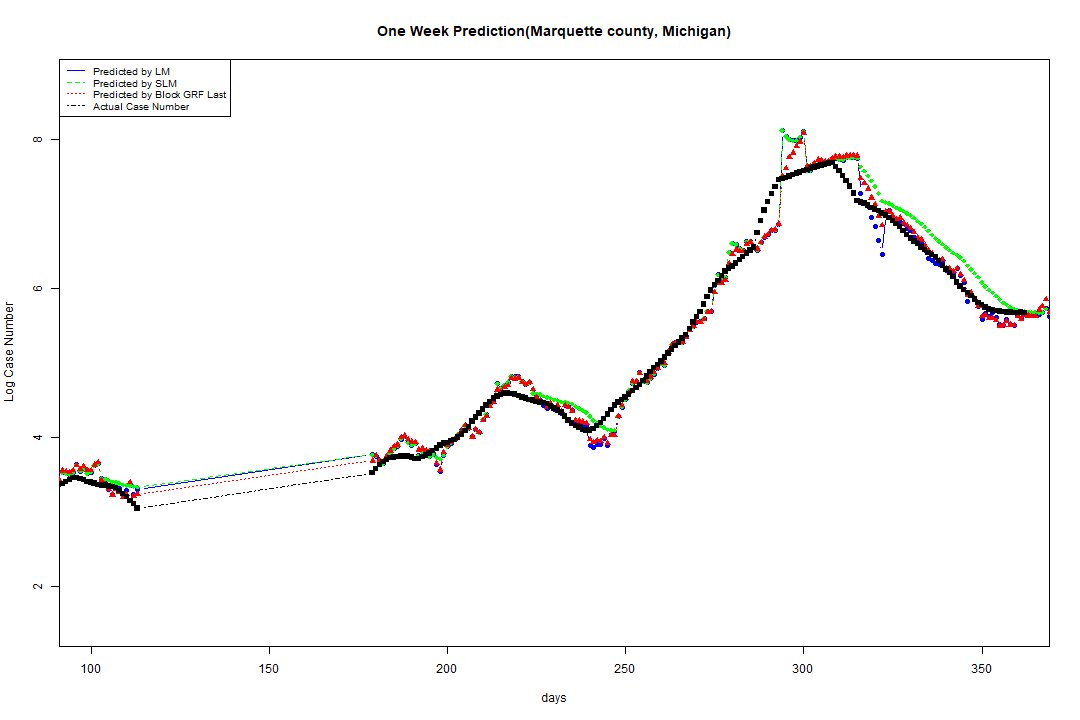 One Week Prediction(Marquette county, Michigan)
Predicted by LM
Predicted by SLM
Predicted by Block GRF Last
Actual Case Number
8
6
4
2
Log Case Number
100 150 200 250 300 350
days